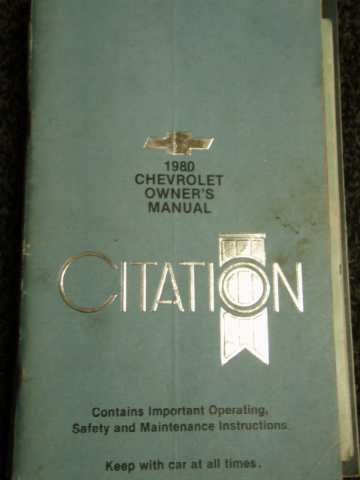 1980
CHEVROLET
OWNER'S
MANUAL
CITATION
Contains Important Operating,
Safety and Maintenance Instructions.
Keep with car at all times.